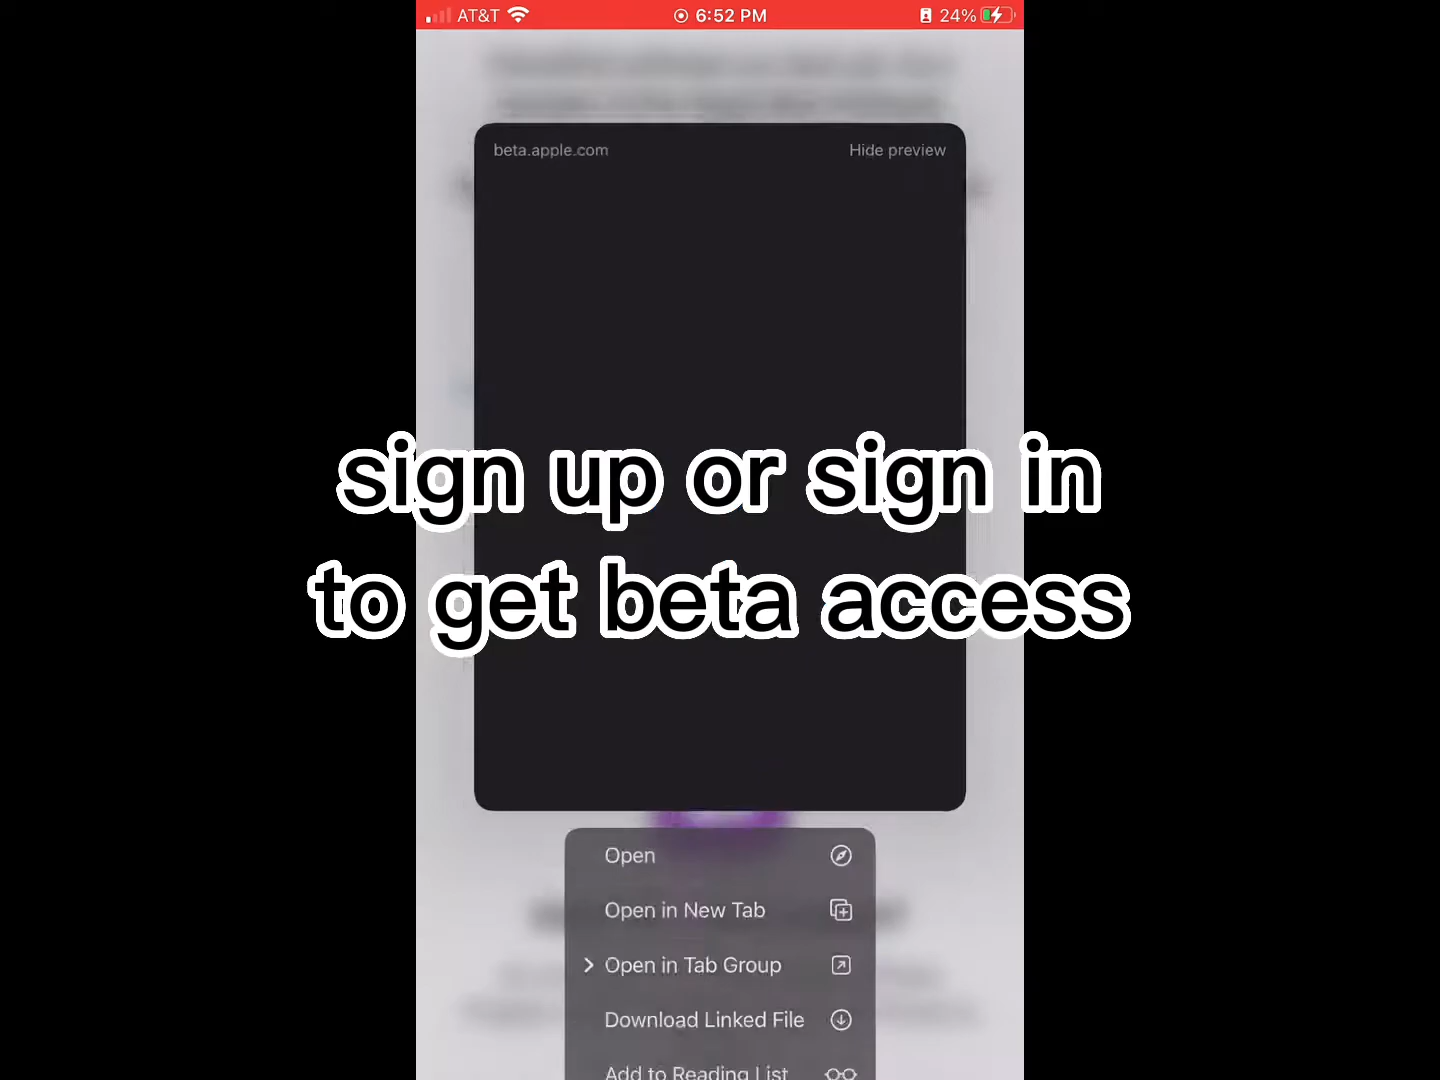 AT&T 6:52 PM 24%
beta.apple.com Hide preview
sign up or sign in
to get beta access
Open
Open in New Tab
Open in Tab Group
Download Linked File
Add to Reading List